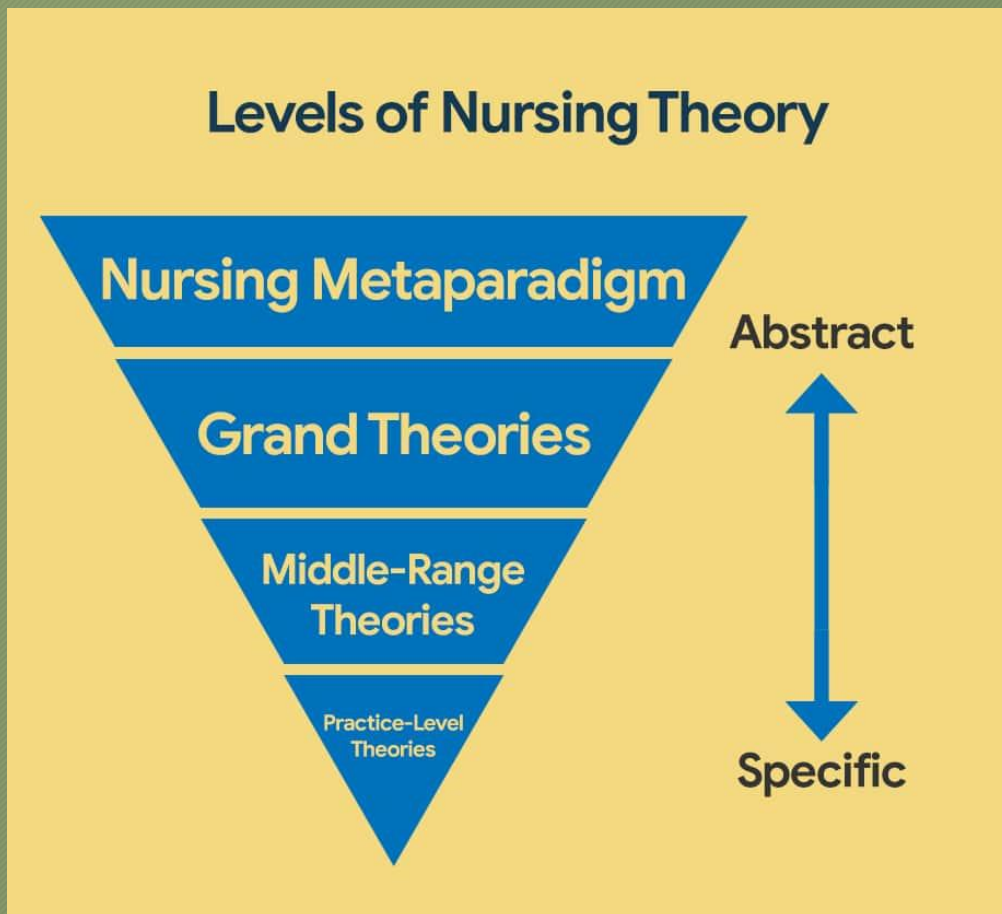 Levels of Nursing Theory
Nursing Metaparadigm
Abstract
Grand Theories
Middle-Range
Theories
Practice-Level
Theories
Specific